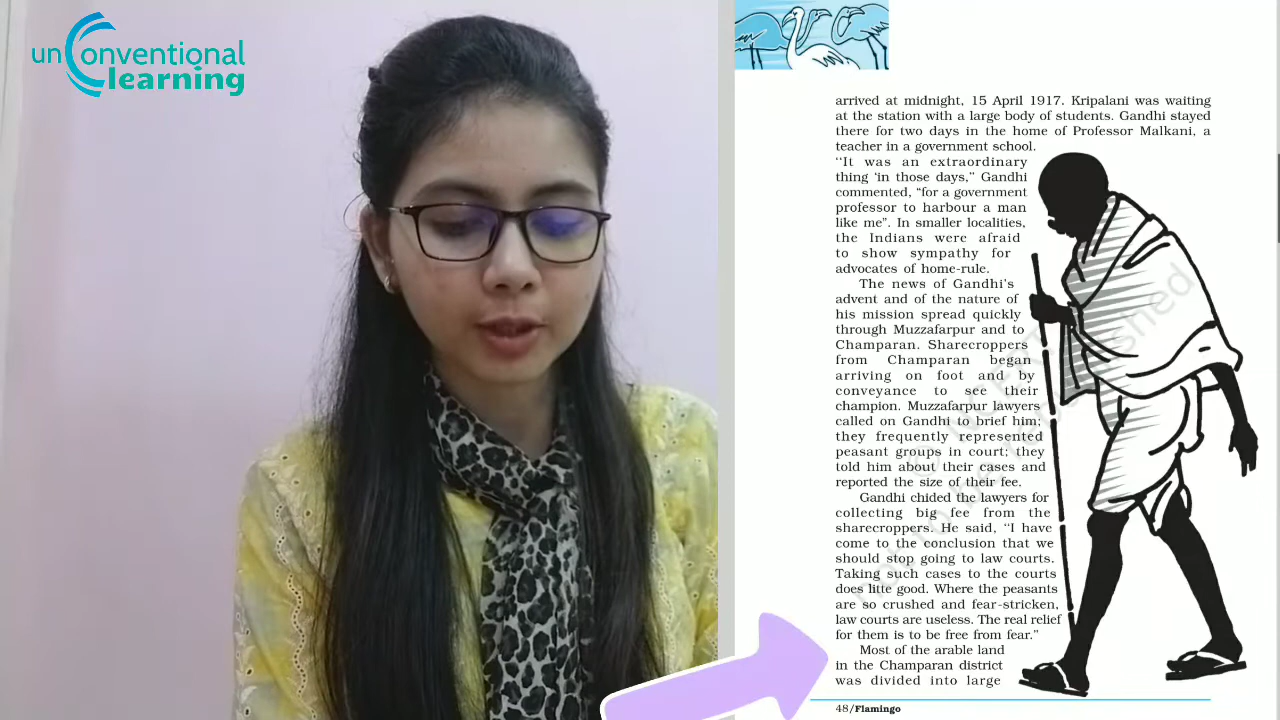 unConventional
learning
arrived at midnight, 15 April 1917. Kripalani was waiting
at the station with a large body of students. Gandhi stayed
there for two days in the home of Professor Malkani, a
teacher in a government school.
‘‘It was an extraordinary
thing ‘in those days,’’ Gandhi
commented, “for a government
professor to harbour a man
like me”. In smaller localities,
the Indians were afraid
to show sympathy for
advocates of home-rule.
The news of Gandhi’s
advent and of the nature of
his mission spread quickly
through Muzzafarpur and to
Champaran. Sharecroppers
from Champaran began
arriving on foot and by
conveyance to see their
champion. Muzzafarpur lawyers
called on Gandhi to brief him;
they frequently represented
peasant groups in court; they
told him about their cases and
reported the size of their fee.
Gandhi chided the lawyers for
collecting big fee from the
sharecroppers. He said, ‘‘I have
come to the conclusion that we
should stop going to law courts.
Taking such cases to the courts
does litte good. Where the peasants
are so crushed and fear-stricken,
law courts are useless. The real relief
for them is to be free from fear.’’
Most of the arable land
in the Champaran district
was divided into large
48/Flamingo